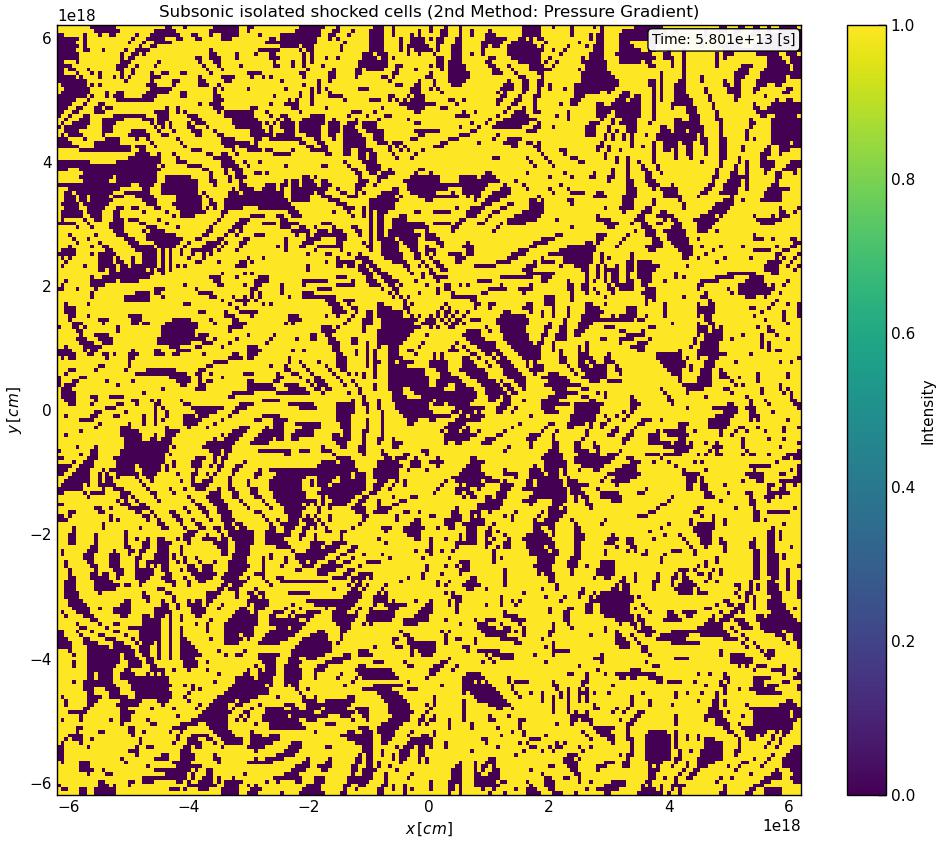 Subsonic isolated shocked cells (2nd Method: Pressure Gradient)
1e18
Time: 5.801e+13 [s]
6
4
2
0
−2
−4
−6
y [cm]
−6 −4 −2 0 2 4 6
1e18
x [cm]
1.0
0.8
0.6
0.4
0.2
0.0
Intensity